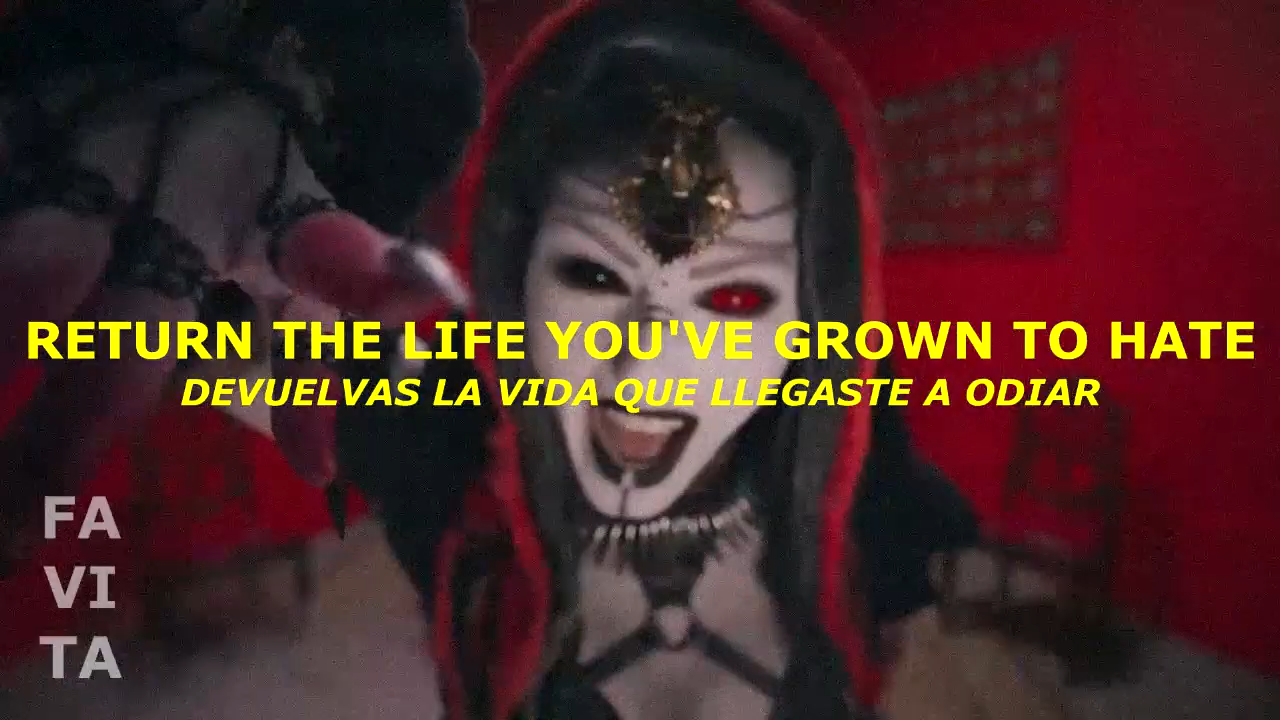 RETURN THE LIFE YOU'VE GROWN TO HATE
DEVUELVAS LA VIDA QUE LLEGASTE A ODIAR
FA
VI
TA